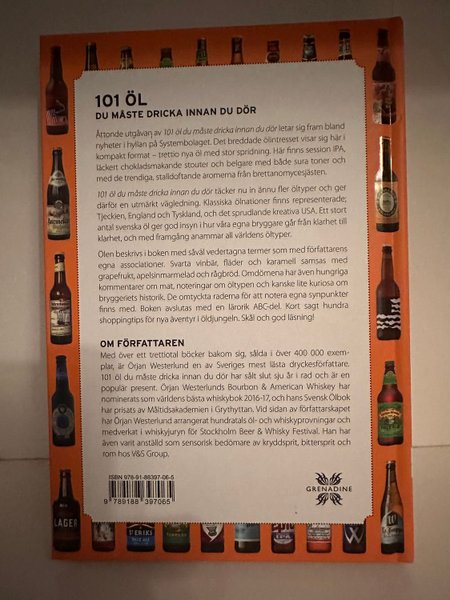 101 ÖL
DU MÅSTE DRICKA INNAN DU DÖR
Åttonde utgåvan av 101 öl du måste dricka innan du dör letar sig fram bland
nyheter i hyllan på Systembolaget. Det breddade ölintresset visar sig här i
kompakt format – trettio nya öl med stor spridning. Här finns session IPA,
läckert chokladsmakande stouter och belgare med både sura toner och
med de trendiga, stalldoftande aromerna från brettanomycesjästen.
101 öl du måste dricka innan du dör täcker nu in ännu fler öltyper och ger
därför en utmärkt vägledning. Klassiska ölnationer finns representerade;
Tjeckien, England och Tyskland, och det sprudlande kreativa USA. Ett stort
antal svenska öl ger god insyn i hur våra egna bryggare går från klarhet till
klarhet, och med framgång anammar all världens öltyper.
Ölen beskrivs i boken med såväl vedertagna termer som med författarens
egna associationer. Svarta vinbär, fläder och karamell samsas med
grapefrukt, apelsinmarmelad och rågbröd. Omdömena har även hungriga
kommentarer om mat, noteringar om öltypen och kanske lite kuriosa om
bryggeriets historik. De omtyckta raderna för att notera egna synpunkter
finns med. Boken avslutas med en lärorik ABC-del. Kort sagt hundra
shoppingtips för nya äventyr i öldjungeln. Skål och god läsning!
OM FÖRFATTAREN
Med över ett trettiotal böcker bakom sig, sålda i över 400 000 exem-
plar, är Örjan Westerlund en av Sveriges mest lästa dryckesförfattare.
101 öl du måste dricka innan du dör har sålt slut sju år i rad och är en
populär present. Örjan Westerlunds Bourbon & American Whiskey har
nominerats som världens bästa whiskybok 2016-17, och hans Svensk Ölbok
har prisats av Måltidsakademien i Grythyttan. Vid sidan av författarskapet
har Örjan Westerlund arrangerat hundratals öl- och whiskyprovningar och
medverkat i whiskyjuryn för Stockholm Beer & Whisky Festival. Han har
även varit anställd som sensorisk bedömare av kryddsprit, bittersprit och
rom hos V&S Group.
ISBN 978-91-88397-06-5
9 789188 397065
GRENADINE
LAGER
S:T ERIKS
IPA
W